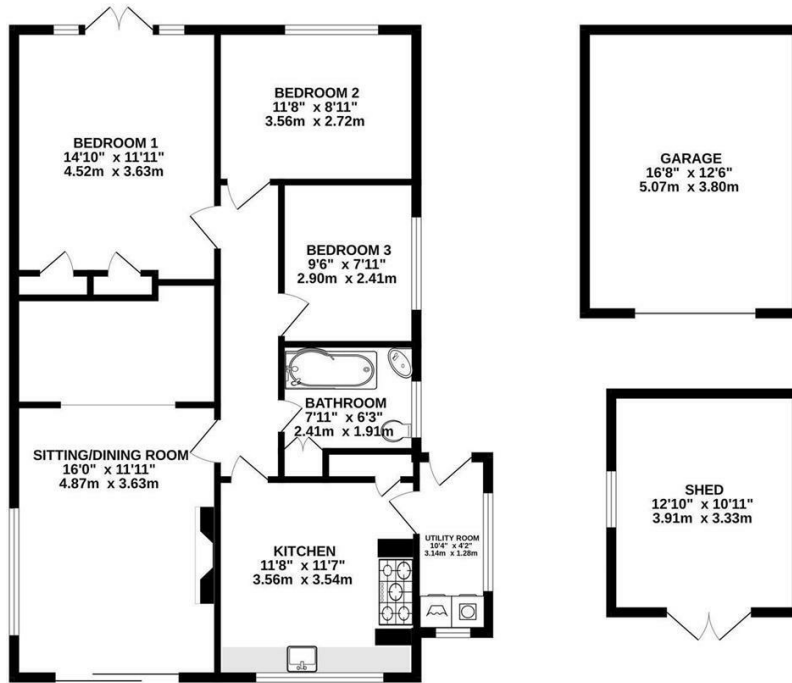 BEDROOM 1
14'10" x 11'11"
4.52m x 3.63m
BEDROOM 2
11'8" x 8'11"
3.56m x 2.72m
BEDROOM 3
9'6" x 7'11"
2.90m x 2.41m
BATHROOM
7'11" x 6'3"
2.41m x 1.91m
SITTING/DINING ROOM
16'0" x 11'11"
4.87m x 3.63m
KITCHEN
11'8" x 11'7"
3.56m x 3.54m
UTILITY ROOM
10'4" x 4'2"
3.14m x 1.28m
GARAGE
16'8" x 12'6"
5.07m x 3.80m
SHED
12'10" x 10'11"
3.91m x 3.33m